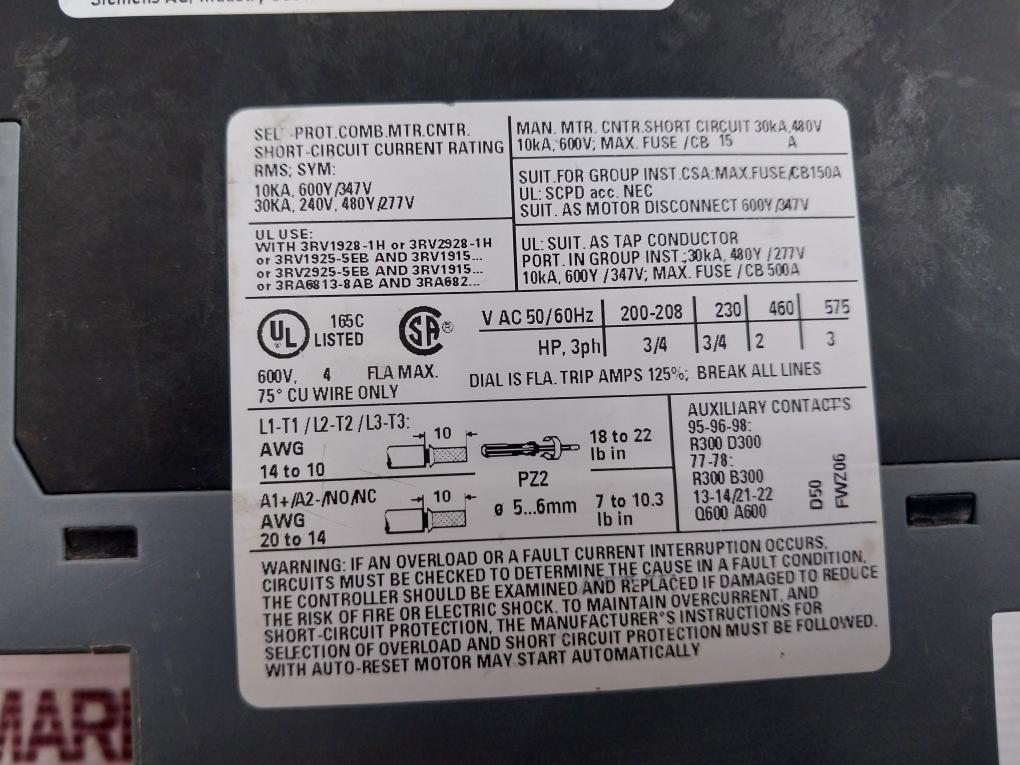 Siemens AG, Industry
SELF-PROT.COMB.MTR.CNTR.
SHORT-CIRCUIT CURRENT RATING
RMS; SYM:
10KA, 600Y/347V
30KA, 240V, 480Y/277V
MAN. MTR. CNTR.SHORT CIRCUIT 30kA,480V
10kA, 600V; MAX. FUSE /CB 15 A
SUIT.FOR GROUP INST.CSA:MAX.FUSE/CB150A
UL: SCPD acc. NEC
SUIT. AS MOTOR DISCONNECT 600Y/347V
UL USE:
WITH 3RV1928-1H or 3RV2928-1H
or 3RV1925-5EB AND 3RV1915...
or 3RV2925-5EB AND 3RV1915...
or 3RA6813-8AB AND 3RA682...
UL: SUIT. AS TAP CONDUCTOR
PORT. IN GROUP INST.:30kA, 480Y /277V
10kA, 600Y /347V; MAX. FUSE /CB 500A
UL 165C
LISTED
SA ®
600V, 4 FLA MAX.
75° CU WIRE ONLY
V AC 50/60Hz 200-208 230 460 575
HP, 3ph 3/4 3/4 2 3
DIAL IS FLA. TRIP AMPS 125%; BREAK ALL LINES
L1-T1 /L2-T2 /L3-T3:
AWG
14 to 10
10
PZ2
18 to 22
lb in
A1+/A2-/NO/NC
AWG
20 to 14
10
ø 5...6mm
7 to 10.3
lb in
AUXILIARY CONTACTS
95-96-98:
R300 D300
77-78:
R300 B300
13-14/21-22
Q600 A600
D50
FWZ06
WARNING: IF AN OVERLOAD OR A FAULT CURRENT INTERRUPTION OCCURS,
CIRCUITS MUST BE CHECKED TO DETERMINE THE CAUSE IN A FAULT CONDITION,
THE CONTROLLER SHOULD BE EXAMINED AND REPLACED IF DAMAGED TO REDUCE
THE RISK OF FIRE OR ELECTRIC SHOCK. TO MAINTAIN OVERCURRENT, AND
SHORT-CIRCUIT PROTECTION, THE MANUFACTURER'S INSTRUCTIONS FOR
SELECTION OF OVERLOAD AND SHORT CIRCUIT PROTECTION MUST BE FOLLOWED.
WITH AUTO-RESET MOTOR MAY START AUTOMATICALLY
MARI